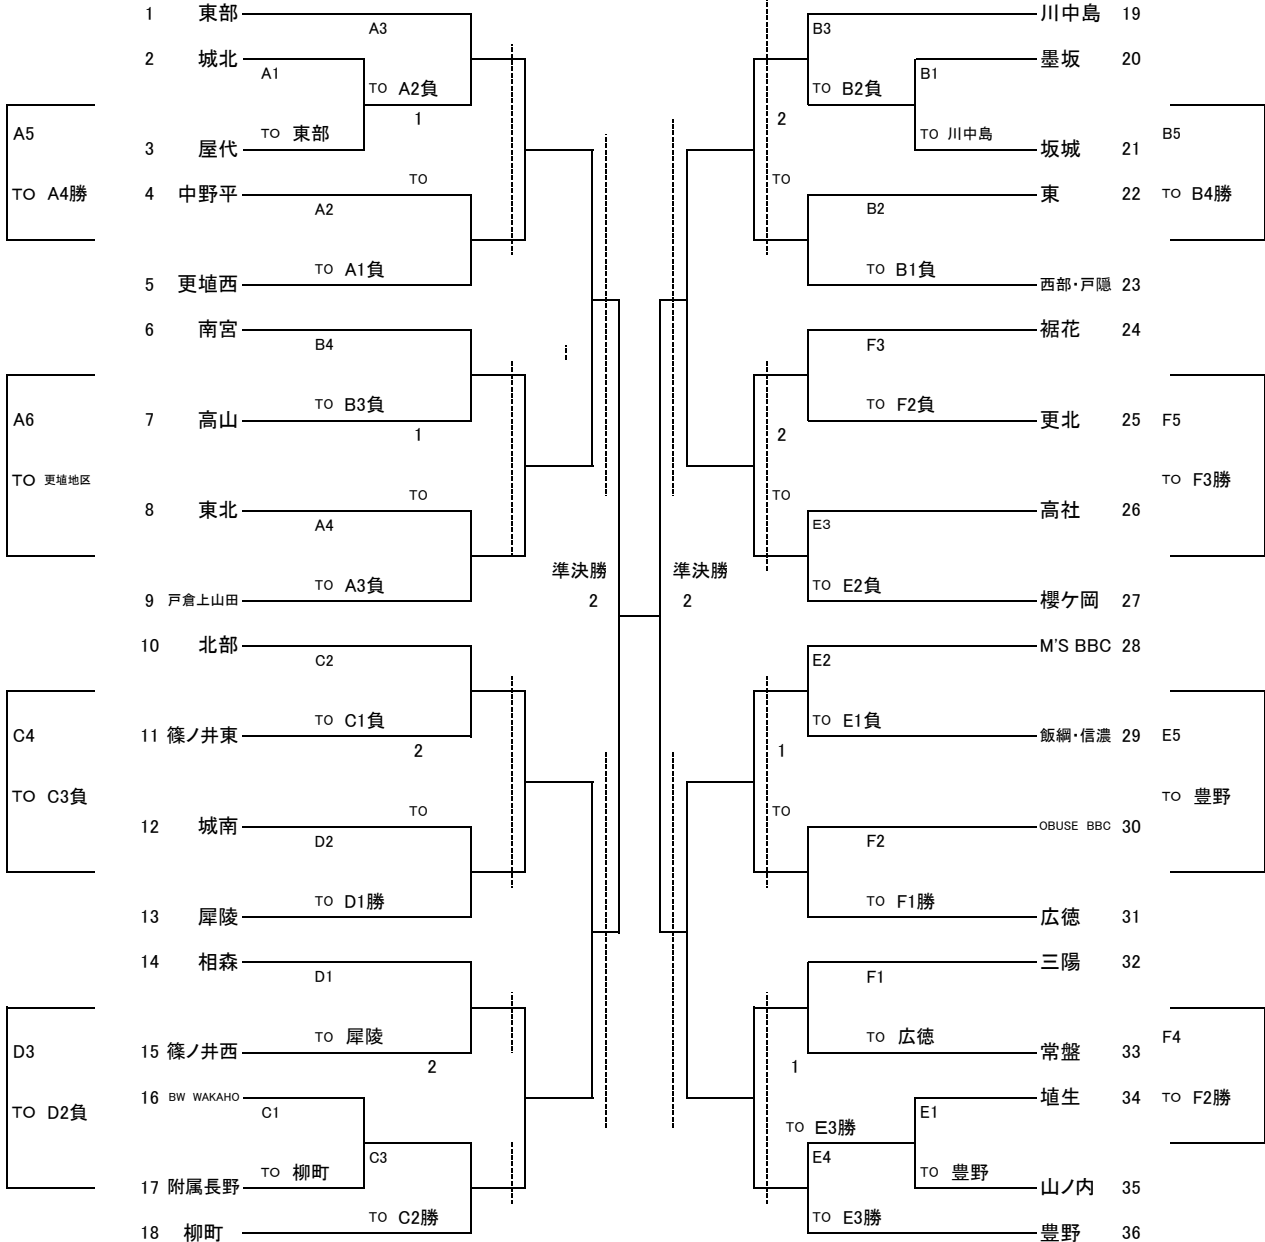 1 東部
A3
2 城北
A1
TO A2負
1
TO 東部
3 屋代
A5
TO A4勝
TO
4 中野平
A2
TO A1負
5 更埴西
6 南宮
B4
TO B3負
7 高山
1
A6
TO 更埴地区
TO
8 東北
A4
TO A3負
9 戸倉上山田
準決勝
2
10 北部
C2
TO C1負
11 篠ノ井東
2
C4
TO C3負
TO
12 城南
D2
TO D1勝
13 犀陵
14 相森
D1
TO 犀陵
15 篠ノ井西
2
D3
TO D2負
16 BW WAKAHO
C1
TO 柳町
C3
17 附属長野
TO C2勝
18 柳町
川中島 19
B3
墨坂 20
B1
TO B2負
2
TO 川中島
坂城 21
B5
TO B4勝
TO
東 22
B2
TO B1負
西部・戸隠 23
裾花 24
F3
TO F2負
更北 25
2
F5
TO F3勝
TO
高社 26
E3
TO E2負
櫻ケ岡 27
準決勝
2
M'S BBC 28
E2
TO E1負
飯綱・信濃 29
1
E5
TO 豊野
TO
OBUSE BBC 30
F2
TO F1勝
広徳 31
三陽 32
F1
TO 広徳
常盤 33
1
F4
TO F2勝
埴生 34
E1
TO E3勝
E4
TO 豊野
山ノ内 35
TO E3勝
豊野 36